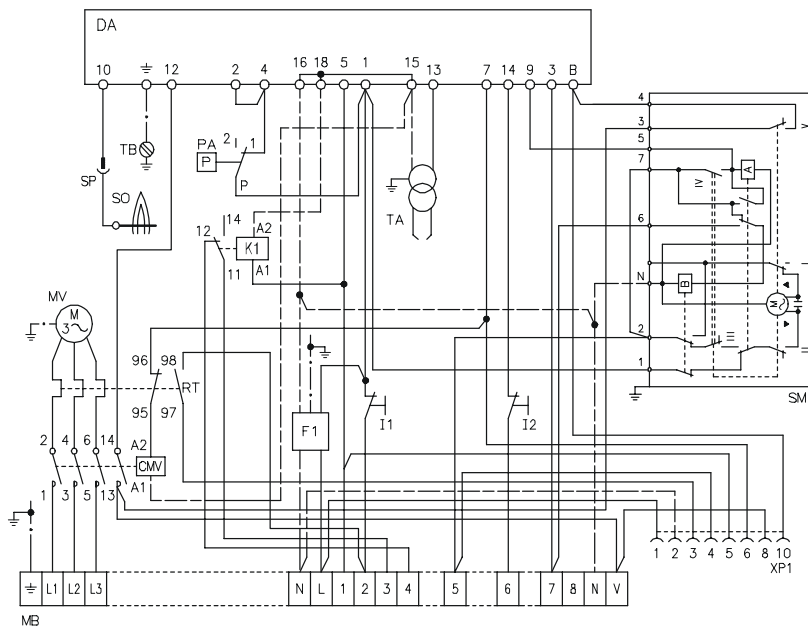 DA
10 ⏚ 12 2 4 16 18 5 1 15 13 7 14 9 3 B
4
3
V
5
PA 2 1
TB
P
7
A
SP
IV
SO
P
TA
14
12 A2
6
K1
11 A1
I
N
MV
B
M
3
M
96 98
2
III
II
RT
1
95 97
I1
I2
SM
F1
2 4 6 14 A2
CMV
1 3 5 13 A1
1 2 3 4 5 6 8 10
XP1
L1 L2 L3 N L 1 2 3 4 5 6 7 8 N V
MB